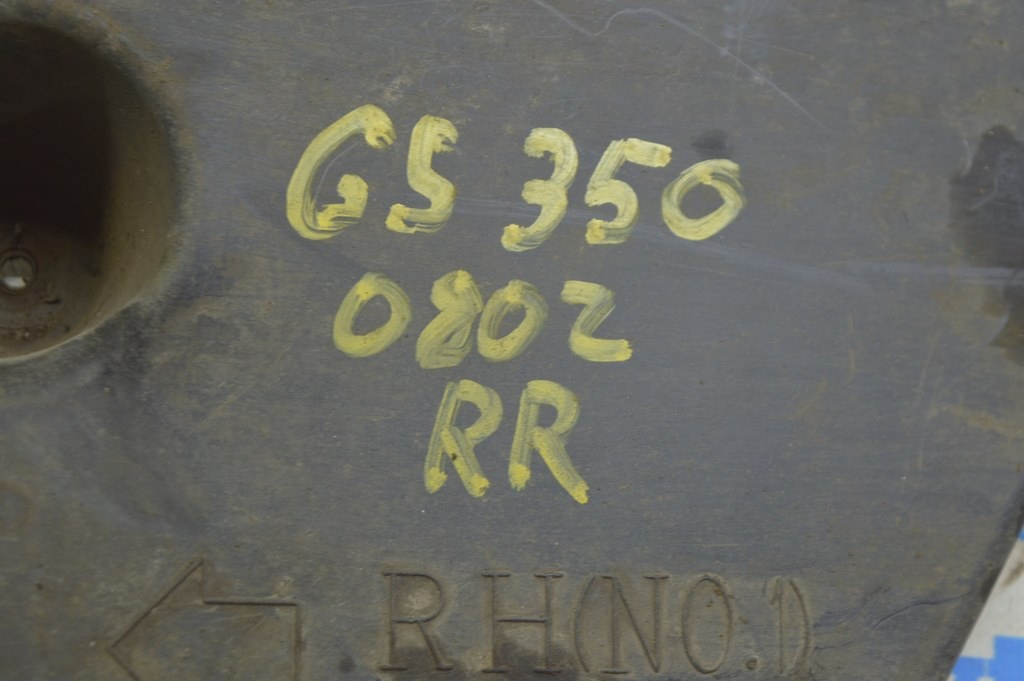 GS 350
0802
RR
RH(NO.1)